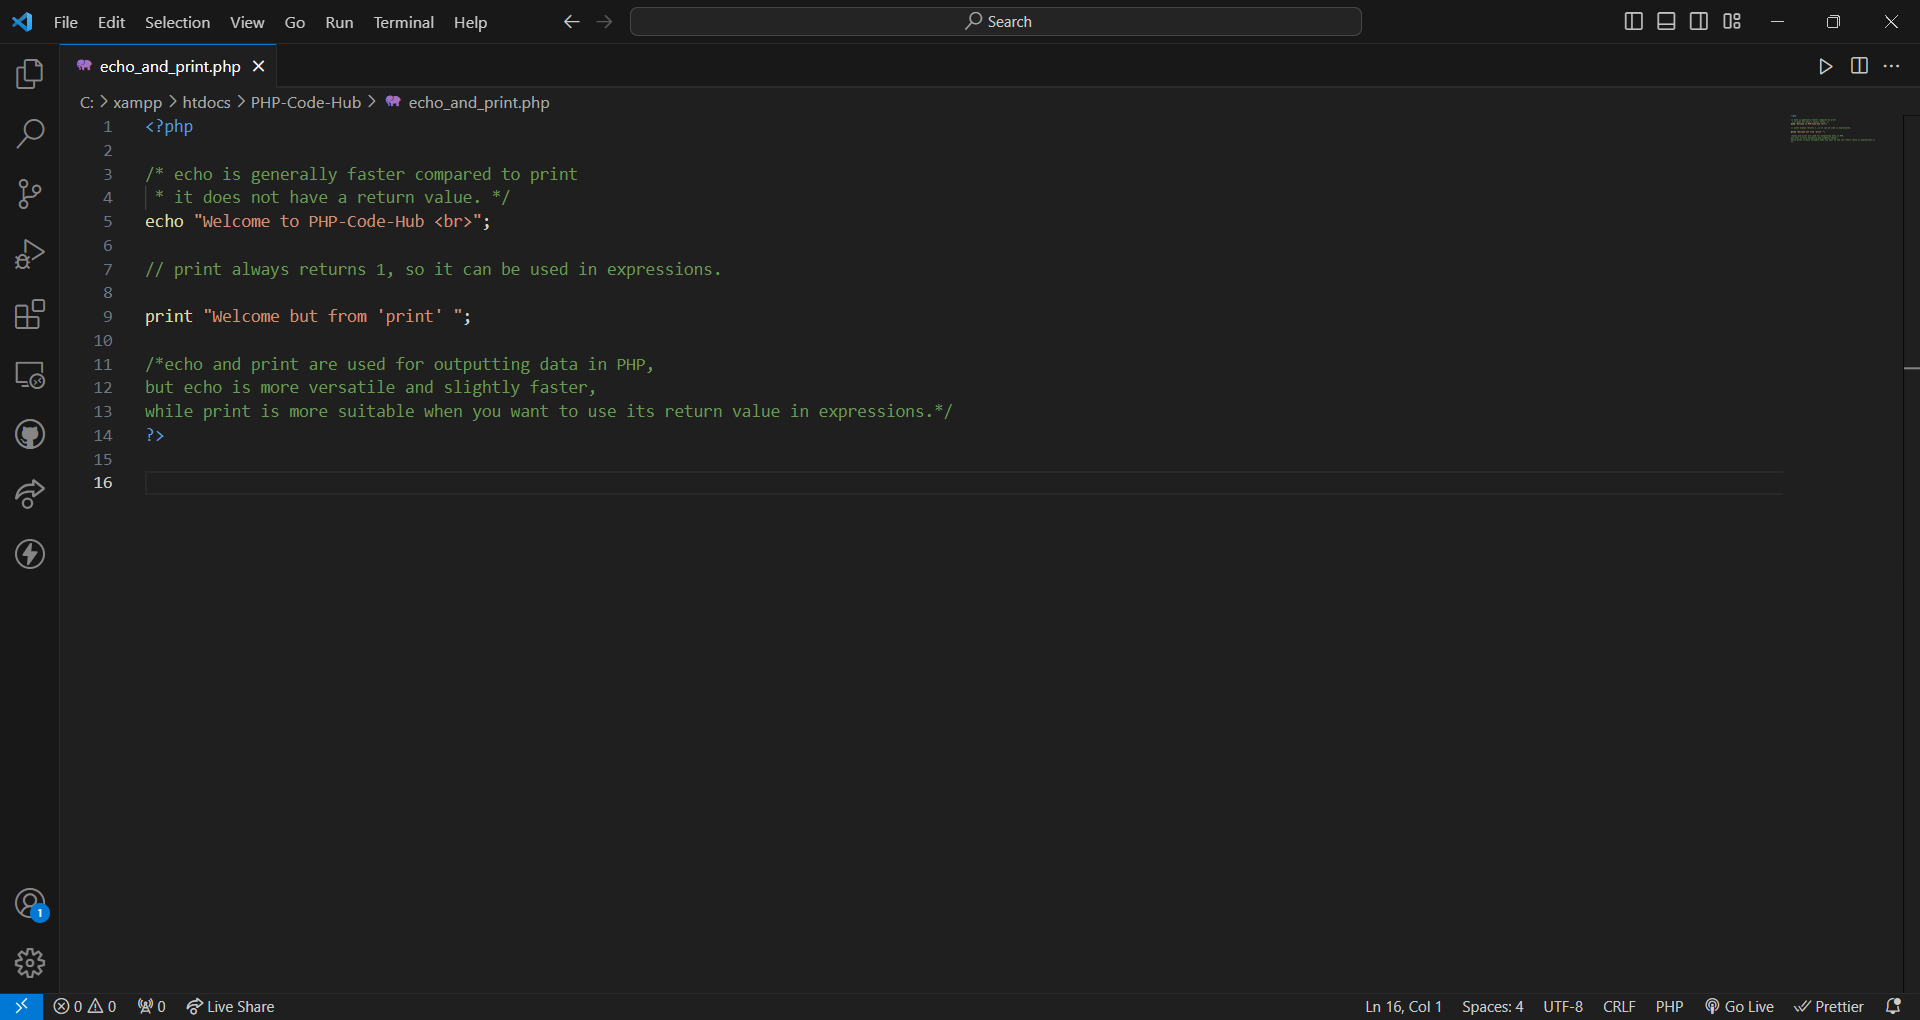 File Edit Selection View Go Run Terminal Help Search
echo_and_print.php
C: > xampp > htdocs > PHP-Code-Hub > echo_and_print.php
1 <?php
2
3 /* echo is generally faster compared to print
4 * it does not have a return value. */
5 echo "Welcome to PHP-Code-Hub <br>";
6
7 // print always returns 1, so it can be used in expressions.
8
9 print "Welcome but from 'print' ";
10
11 /*echo and print are used for outputting data in PHP,
12 but echo is more versatile and slightly faster,
13 while print is more suitable when you want to use its return value in expressions.*/
14 ?>
15
16
1
0 0 0 Live Share Ln 16, Col 1 Spaces: 4 UTF-8 CRLF PHP Go Live Prettier